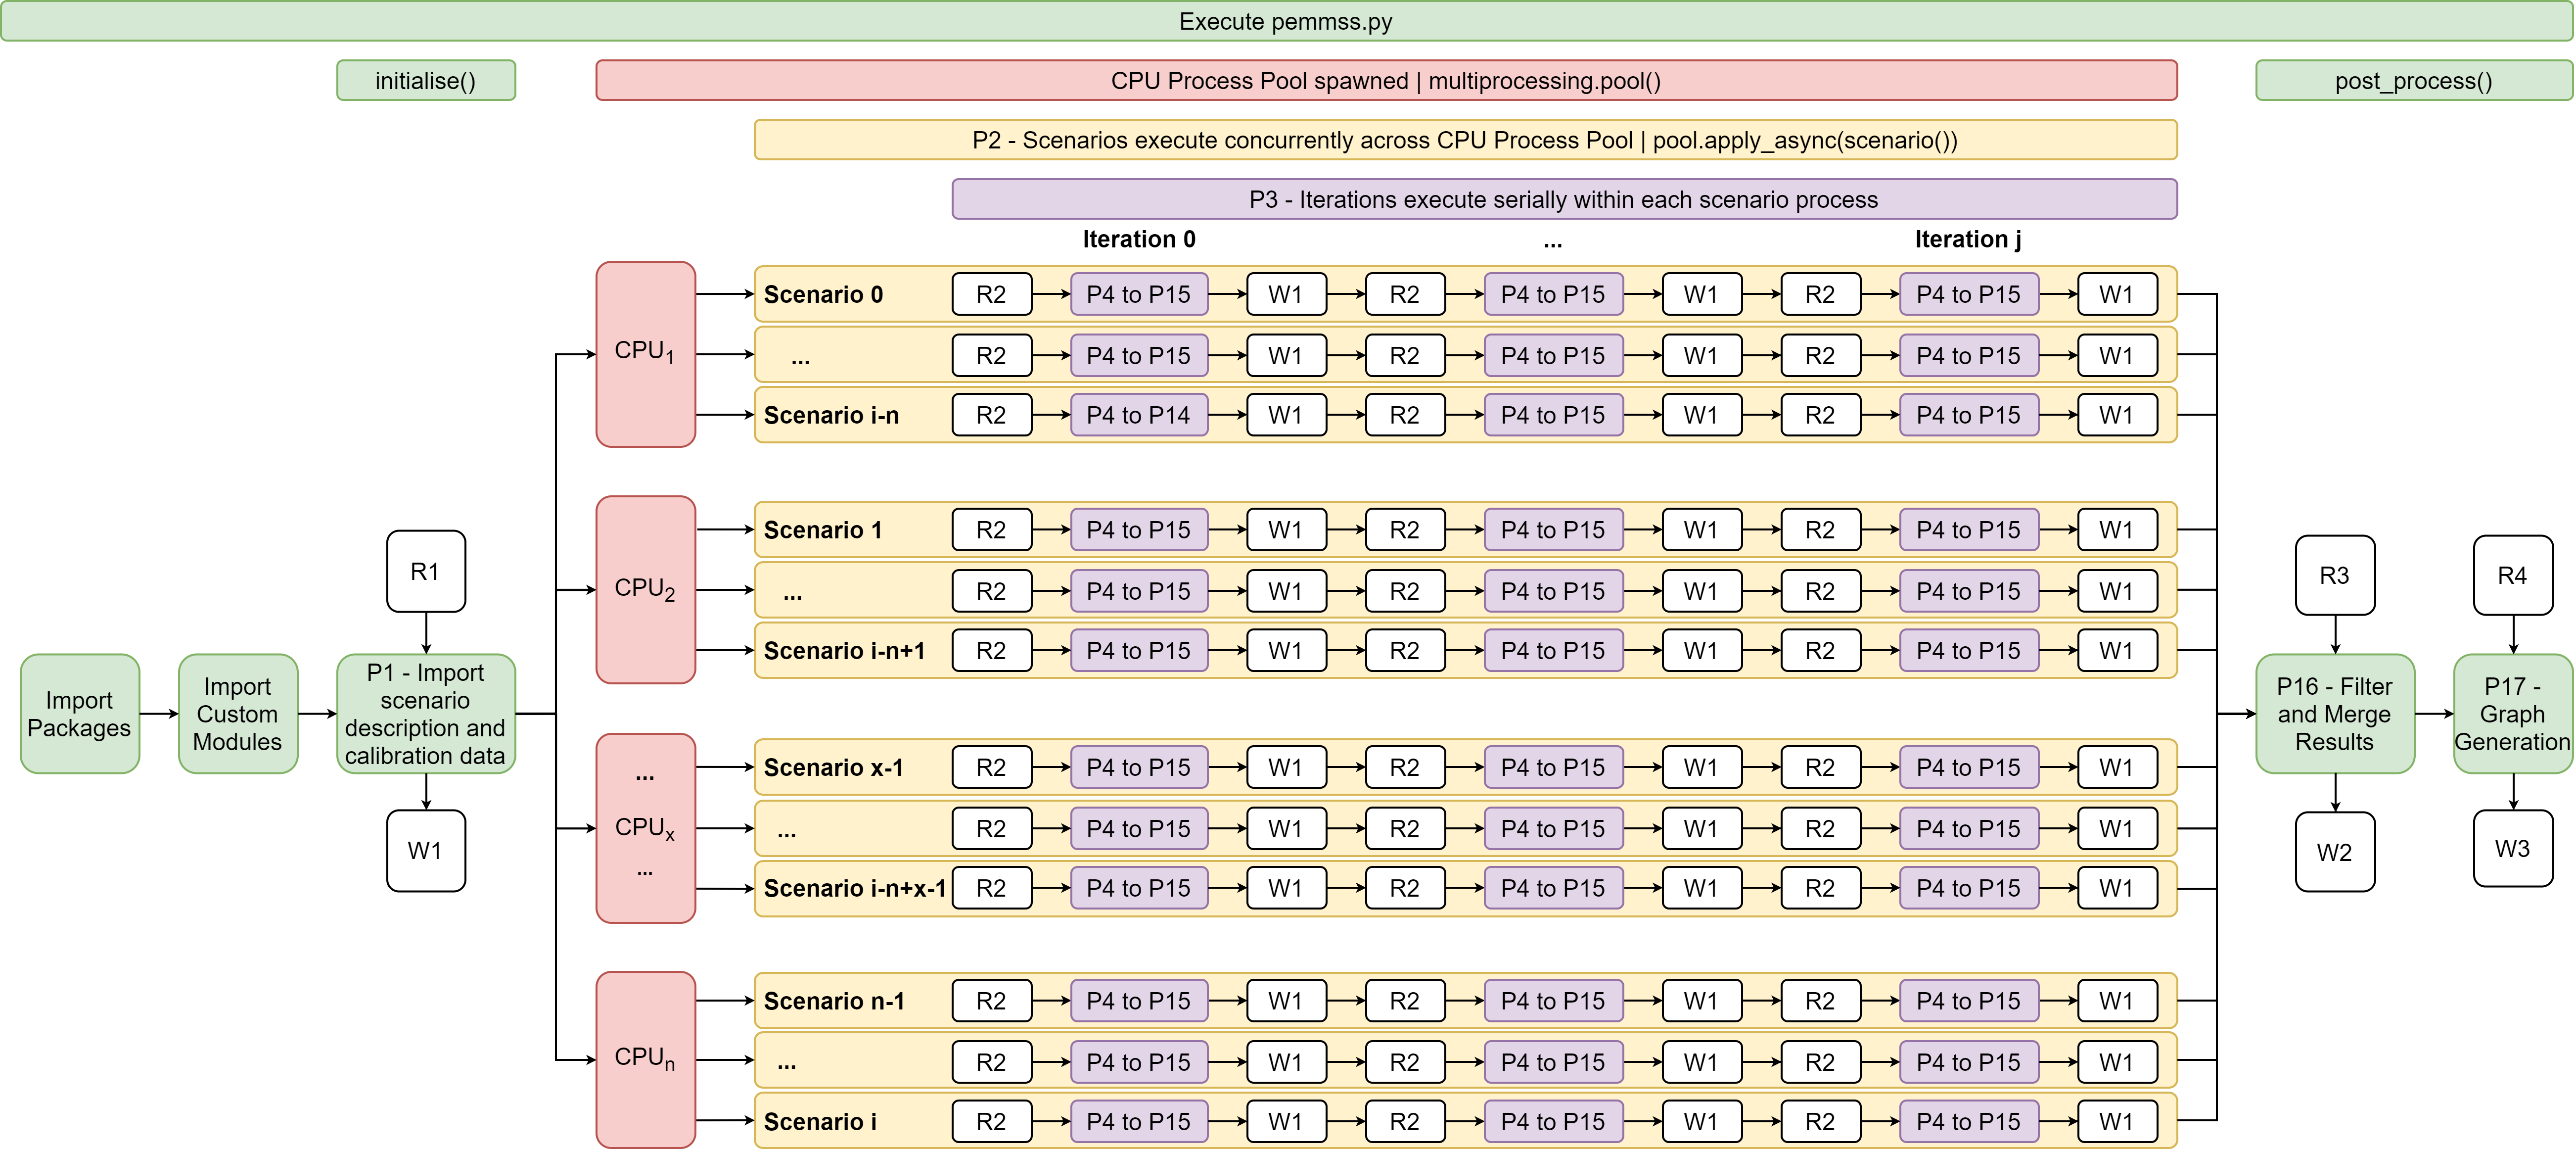 Execute pemmss.py
initialise()
CPU Process Pool spawned | multiprocessing.pool()
post_process()
P2 - Scenarios execute concurrently across CPU Process Pool | pool.apply_async(scenario())
P3 - Iterations execute serially within each scenario process
Iteration 0 ... Iteration j
Import
Packages
Import
Custom
Modules
R1
P1 - Import
scenario
description and
calibration data
W1
CPU1
Scenario 0 R2 P4 to P15 W1 R2 P4 to P15 W1 R2 P4 to P15 W1
... R2 P4 to P15 W1 R2 P4 to P15 W1 R2 P4 to P15 W1
Scenario i-n R2 P4 to P14 W1 R2 P4 to P15 W1 R2 P4 to P15 W1
CPU2
Scenario 1 R2 P4 to P15 W1 R2 P4 to P15 W1 R2 P4 to P15 W1
... R2 P4 to P15 W1 R2 P4 to P15 W1 R2 P4 to P15 W1
Scenario i-n+1 R2 P4 to P15 W1 R2 P4 to P15 W1 R2 P4 to P15 W1
...
CPUx
...
Scenario x-1 R2 P4 to P15 W1 R2 P4 to P15 W1 R2 P4 to P15 W1
... R2 P4 to P15 W1 R2 P4 to P15 W1 R2 P4 to P15 W1
Scenario i-n+x-1 R2 P4 to P15 W1 R2 P4 to P15 W1 R2 P4 to P15 W1
CPUn
Scenario n-1 R2 P4 to P15 W1 R2 P4 to P15 W1 R2 P4 to P15 W1
... R2 P4 to P15 W1 R2 P4 to P15 W1 R2 P4 to P15 W1
Scenario i R2 P4 to P15 W1 R2 P4 to P15 W1 R2 P4 to P15 W1
R3
P16 - Filter
and Merge
Results
W2
R4
P17 -
Graph
Generation
W3